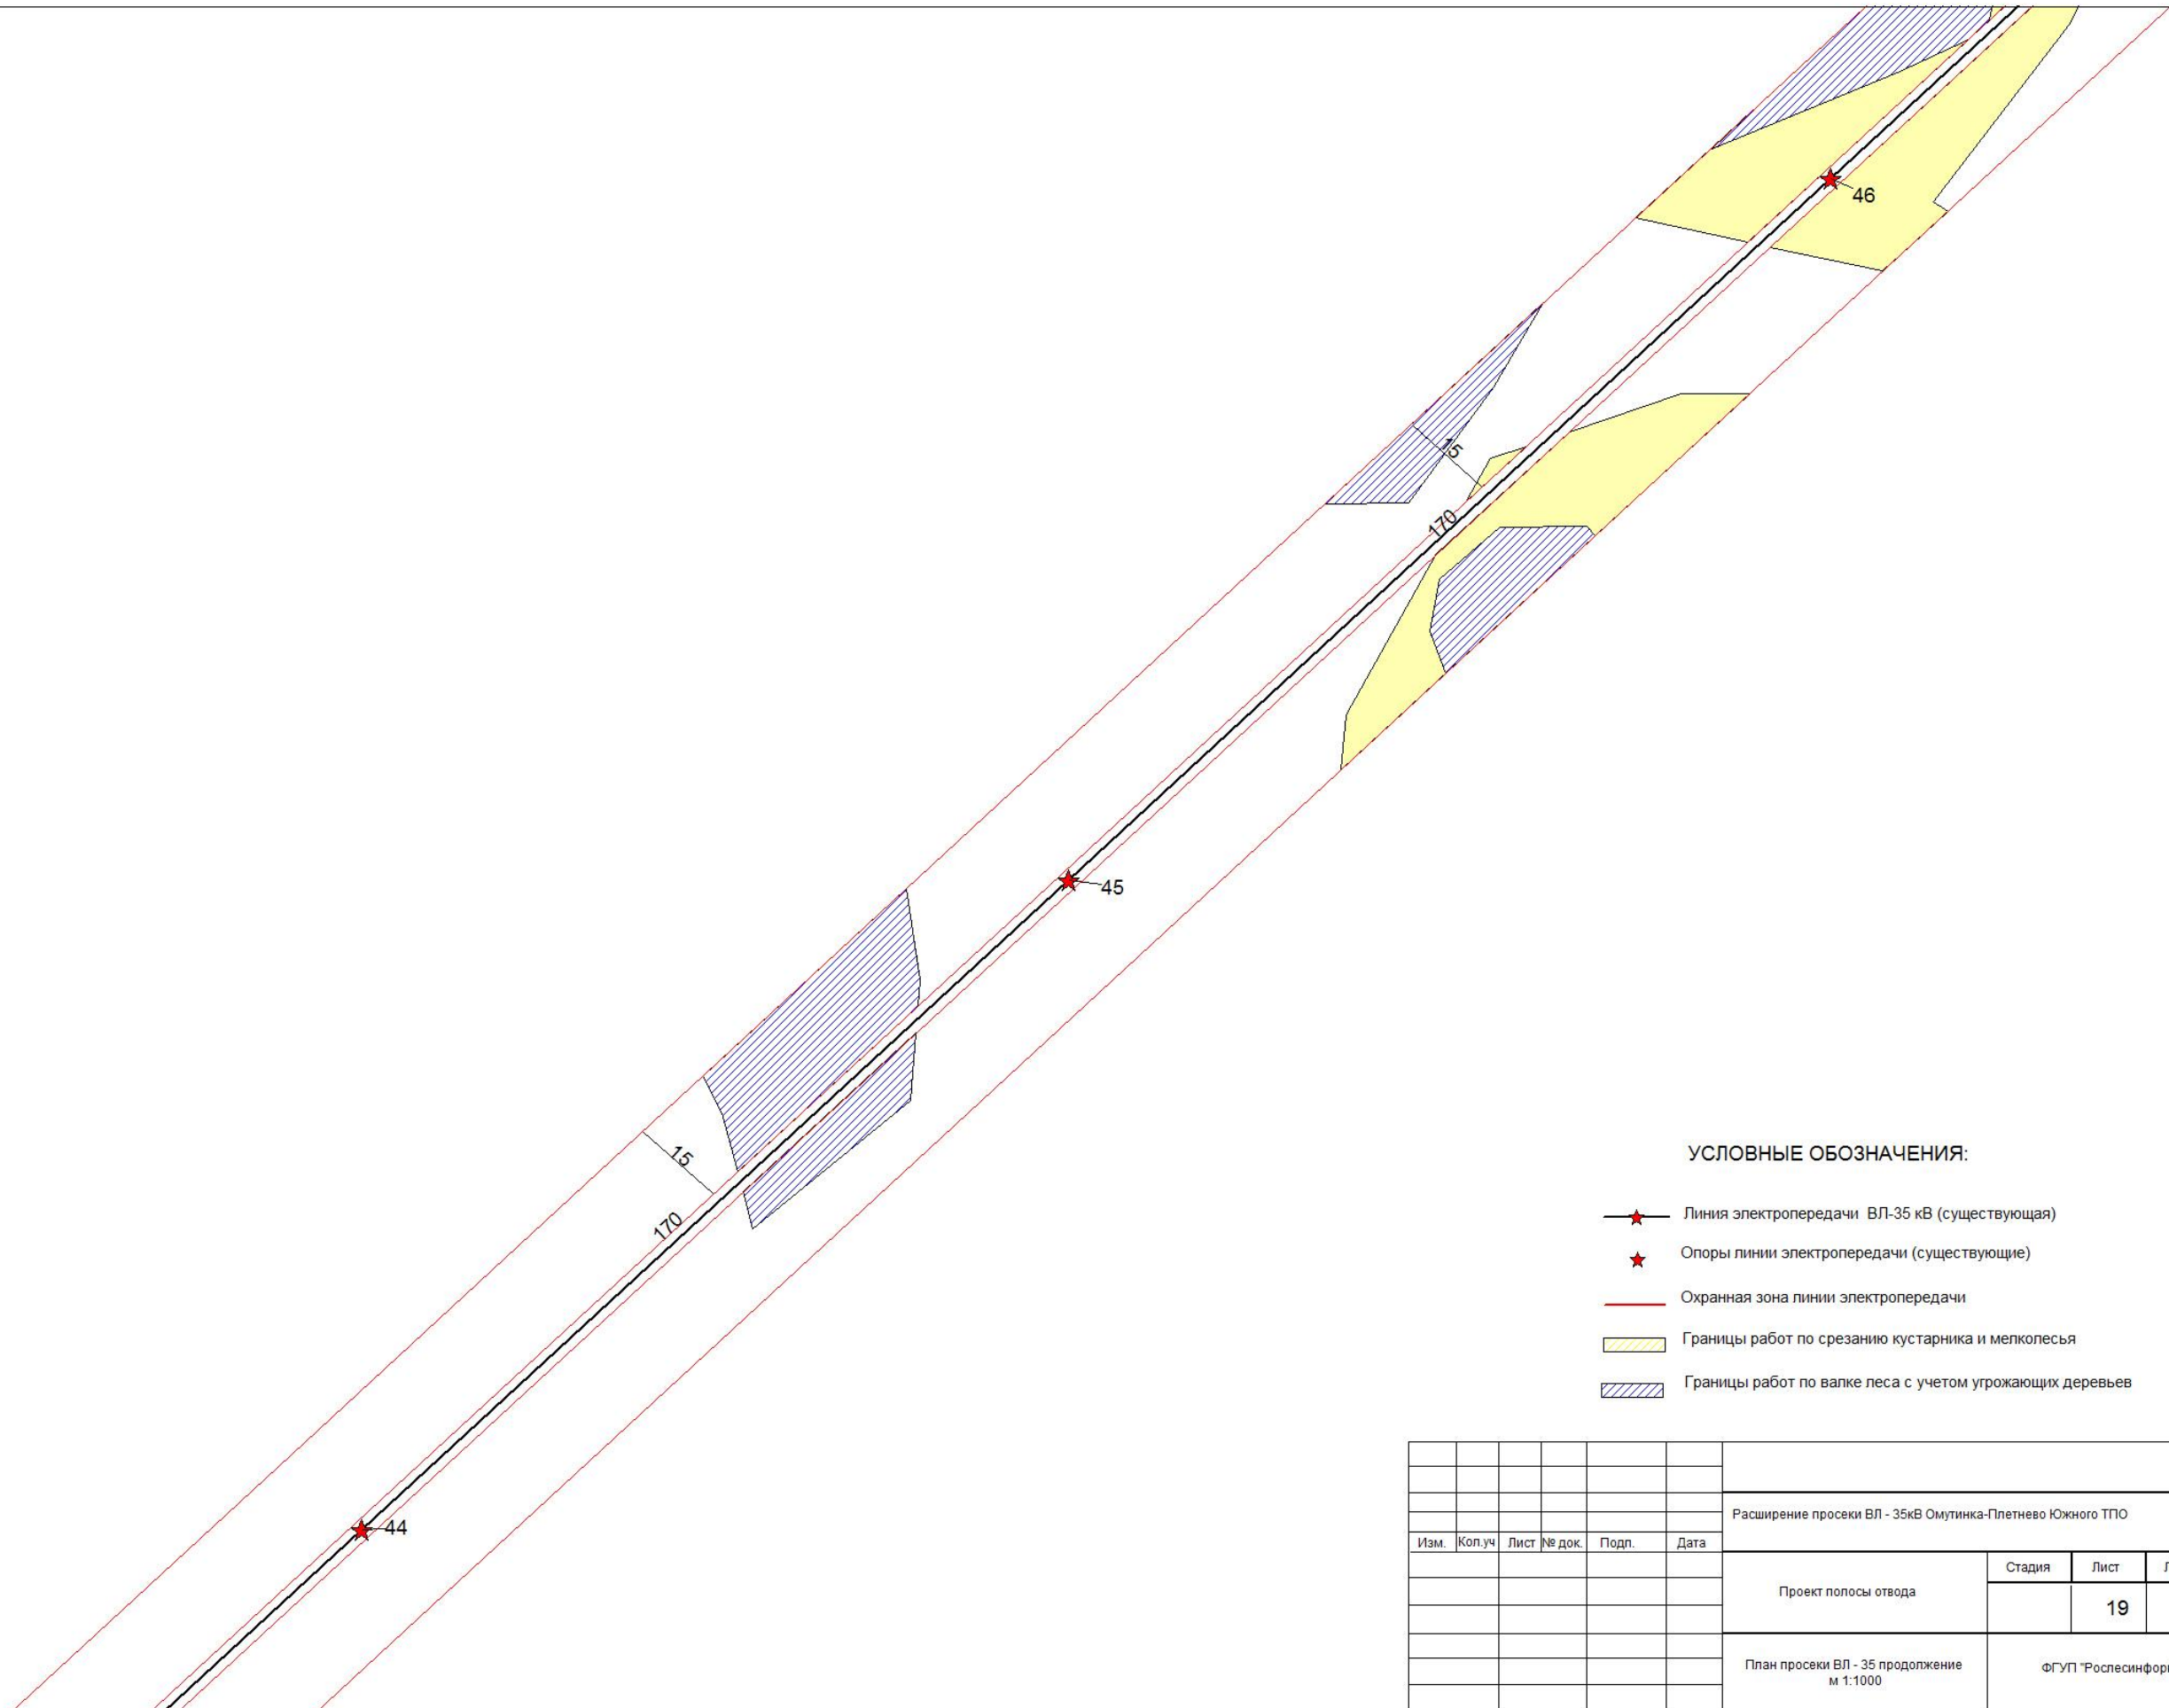 46
15
170
45
15
170
44
УСЛОВНЫЕ ОБОЗНАЧЕНИЯ:
Линия электропередачи ВЛ-35 кВ (существующая)
Опоры линии электропередачи (существующие)
Охранная зона линии электропередачи
Границы работ по срезанию кустарника и мелколесья
Границы работ по валке леса с учетом угрожающих деревьев
Расширение просеки ВЛ - 35кВ Омутинка-Плетнево Южного ТПО
Изм. Кол.уч Лист № док. Подп. Дата
Проект полосы отвода
Стадия Лист
19
План просеки ВЛ - 35 продолжение
м 1:1000
ФГУП "Рослесинфор